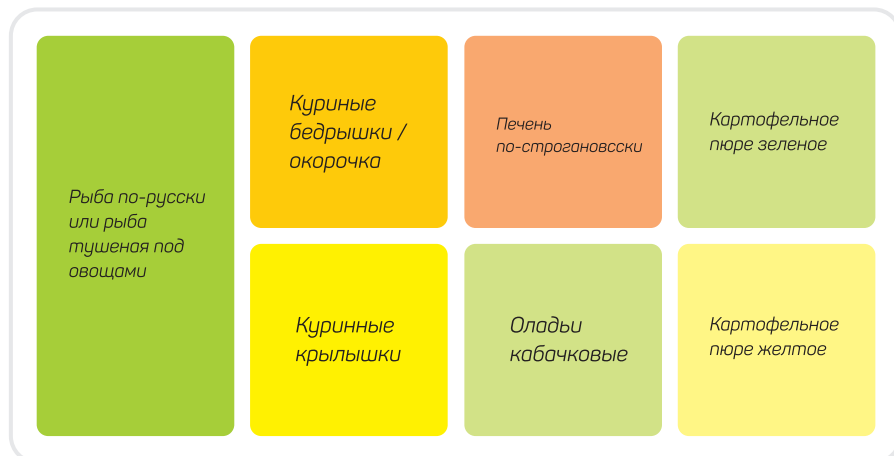 Рыба по-русски
или рыба
тушеная под
овощами
Куриные
бедрышки /
окорочка
Печень
по-строгановсски
Картофельное
пюре зеленое
Куринные
крылышки
Оладьи
кабачковые
Картофельное
пюре желтое